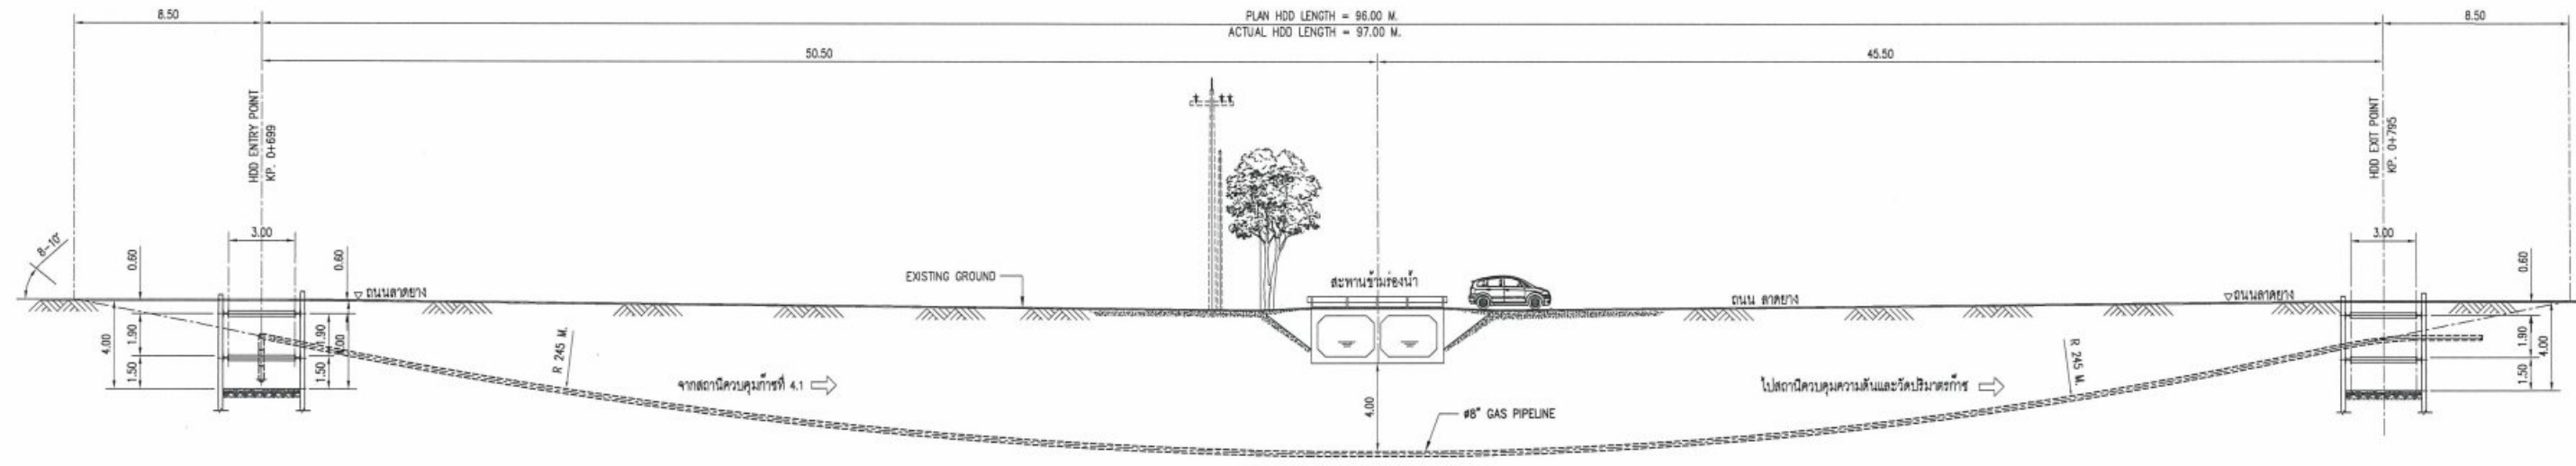 8.50
PLAN HDD LENGTH = 96.00 M.
ACTUAL HDD LENGTH = 97.00 M.
8.50
50.50
45.50
HDD ENTRY POINT
KP. 0+699
HDD EXIT POINT
KP. 0+795
8-10°
0.60
3.00
0.60
ถนนลาดยาง
EXISTING GROUND
สะพานข้ามร่องน้ำ
ถนน ลาดยาง
ถนนลาดยาง
3.00
0.60
4.00
1.90
1.50
1.90
1.50
4.00
R 245 M.
จากสถานีควบคุมก๊าซที่ 4.1
4.00
ø8" GAS PIPELINE
ไปสถานีควบคุมความดันและวัดปริมาตรก๊าซ
R 245 M.
1.90
1.50
4.00